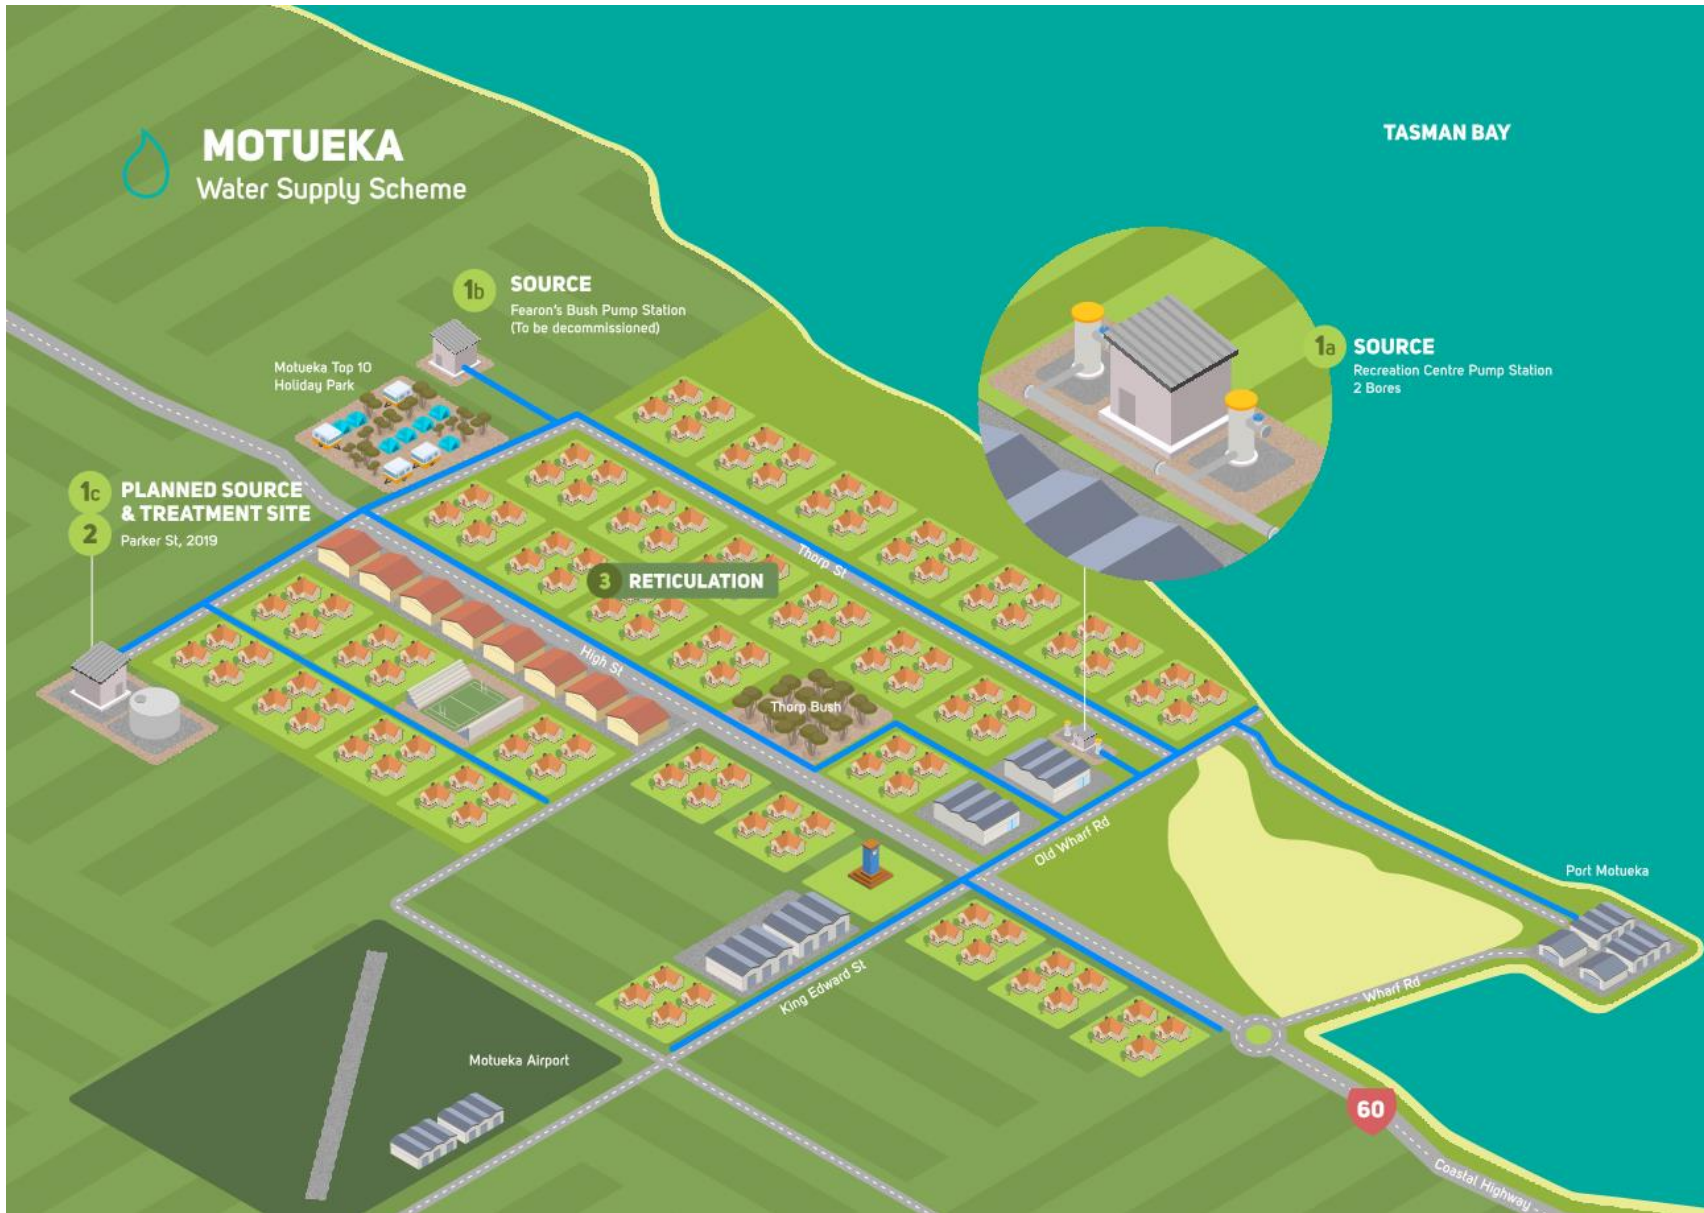 MOTUEKA
Water Supply Scheme
TASMAN BAY
1b
SOURCE
Fearon's Bush Pump Station
(To be decommissioned)
1a
SOURCE
Recreation Centre Pump Station
2 Bores
Motueka Top 10
Holiday Park
1c
PLANNED SOURCE
& TREATMENT SITE
2
Parker St, 2019
Thorp St
3
RETICULATION
High St
Thorp Bush
Old Wharf Rd
Port Motueka
King Edward St
Wharf Rd
Motueka Airport
60
Coastal Highway